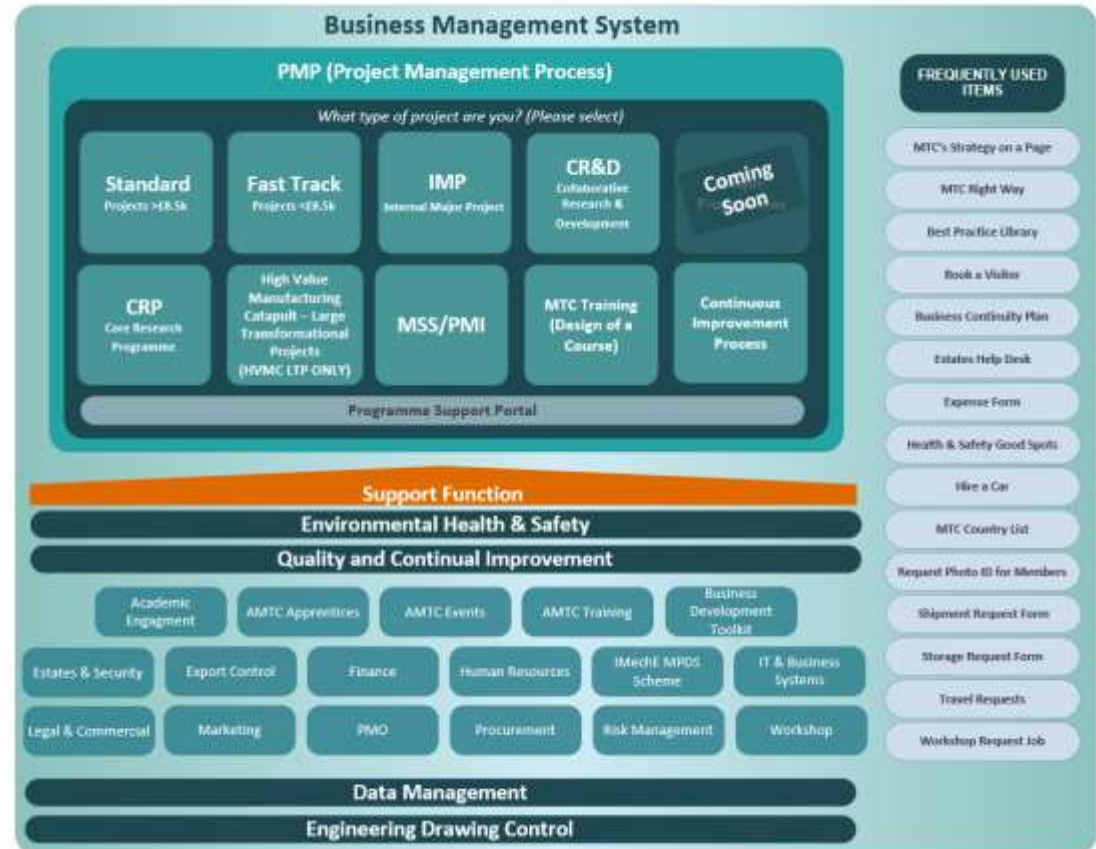 Business Management System
PMP (Project Management Process)
What type of project are you? (Please select)
Standard
Projects >£8.5k
Fast Track
Projects <£8.5k
IMP
Internal Major Project
CR&D
Collaborative
Research &
Development
Coming
Soon
CRP
Core Research
Programme
High Value
Manufacturing
Catapult – Large
Transformational
Projects
(HVMC LTP ONLY)
MSS/PMI
MTC Training
(Design of a
Course)
Continuous
Improvement
Process
Programme Support Portal
Support Function
Environmental Health & Safety
Quality and Continual Improvement
Academic
Engagment
AMTC Apprentices
AMTC Events
AMTC Training
Business
Development
Toolkit
Estates & Security
Export Control
Finance
Human Resources
IMechE MPDS
Scheme
IT & Business
Systems
Legal & Commercial
Marketing
PMO
Procurement
Risk Management
Workshop
Data Management
Engineering Drawing Control
FREQUENTLY USED
ITEMS
MTC's Strategy on a Page
MTC Right Way
Best Practice Library
Book a Visitor
Business Continuity Plan
Estates Help Desk
Expense Form
Health & Safety Good Spots
Hire a Car
MTC Country List
Request Photo ID for Members
Shipment Request Form
Storage Request Form
Travel Requests
Workshop Request Job